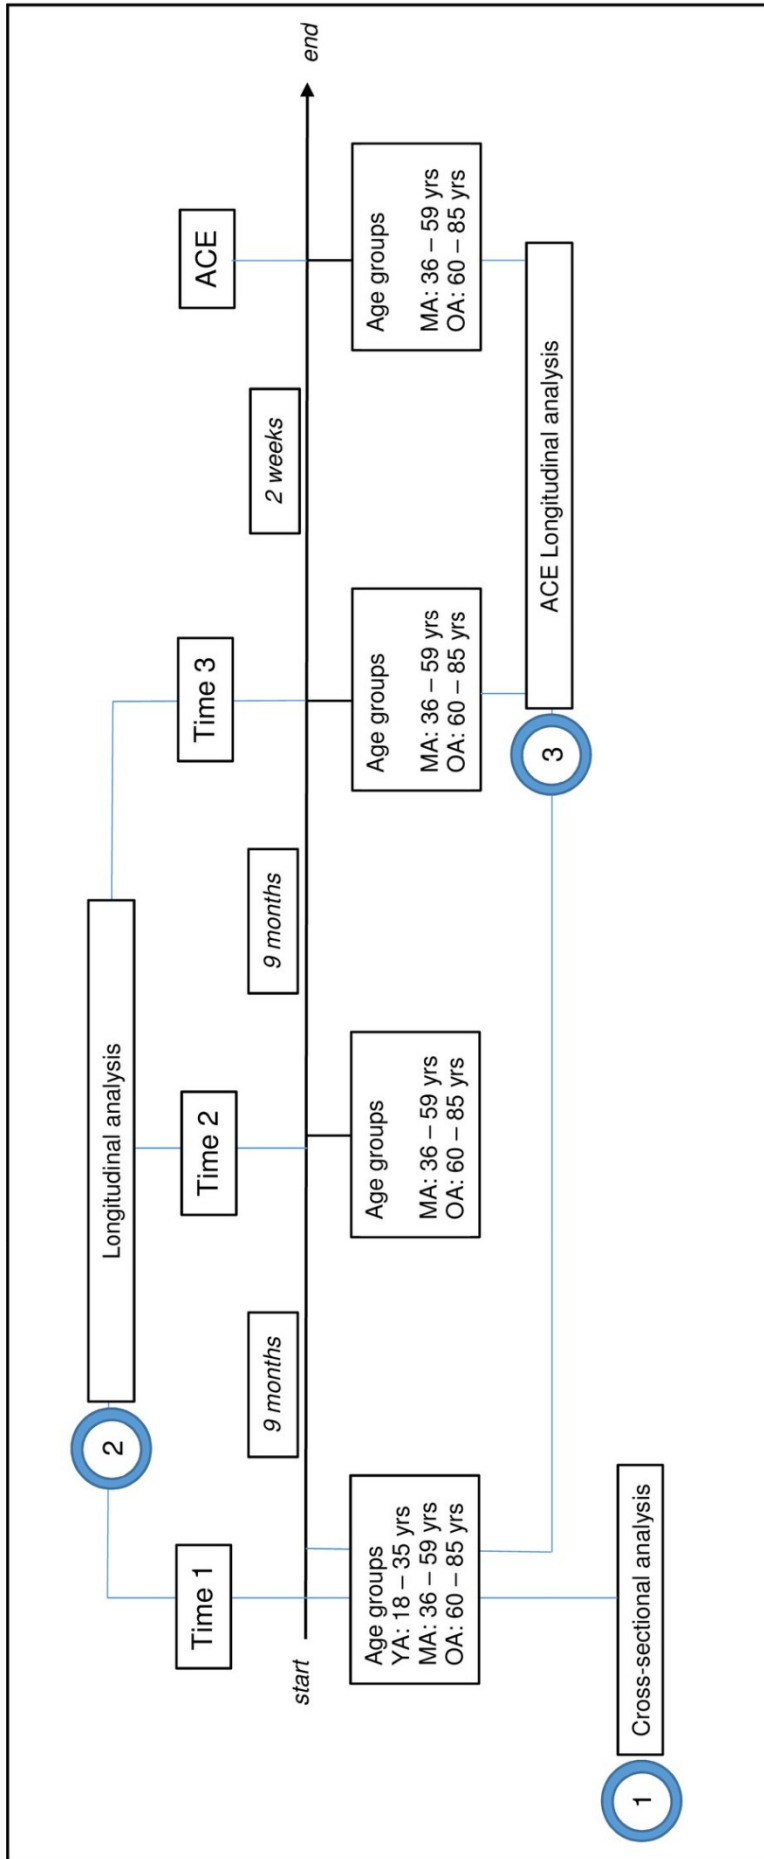 2
Longitudinal analysis
Time 1
Time 2
Time 3
ACE
9 months
9 months
2 weeks
start
end
Age groups
YA: 18 – 35 yrs
MA: 36 – 59 yrs
OA: 60 – 85 yrs
Age groups
MA: 36 – 59 yrs
OA: 60 – 85 yrs
Age groups
MA: 36 – 59 yrs
OA: 60 – 85 yrs
Age groups
MA: 36 – 59 yrs
OA: 60 – 85 yrs
3
ACE Longitudinal analysis
1
Cross-sectional analysis